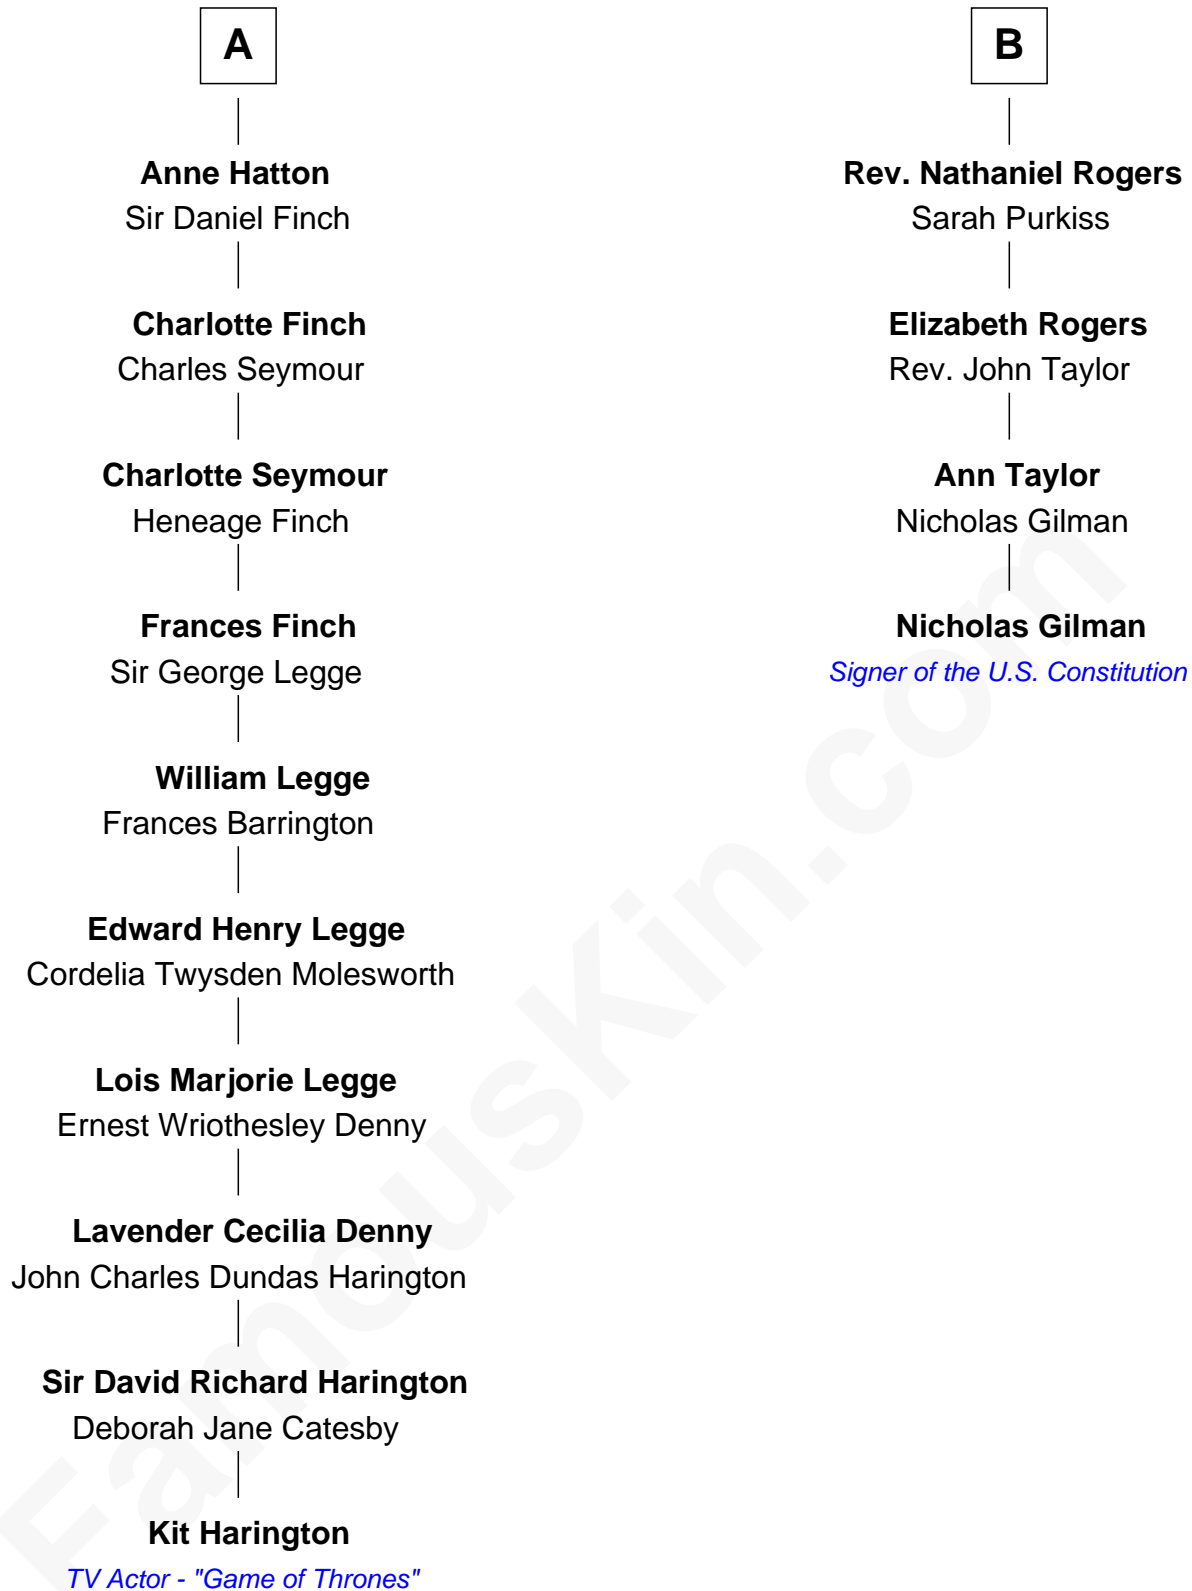 A
Anne Hatton
Sir Daniel Finch
Charlotte Finch
Charles Seymour
Charlotte Seymour
Heneage Finch
Frances Finch
Sir George Legge
William Legge
Frances Barrington
Edward Henry Legge
Cordelia Twysden Molesworth
Lois Marjorie Legge
Ernest Wriothesley Denny
Lavender Cecilia Denny
John Charles Dundas Harington
Sir David Richard Harington
Deborah Jane Catesby
Kit Harington
TV Actor - "Game of Thrones"
B
Rev. Nathaniel Rogers
Sarah Purkiss
Elizabeth Rogers
Rev. John Taylor
Ann Taylor
Nicholas Gilman
Nicholas Gilman
Signer of the U.S. Constitution
FamousKin.com